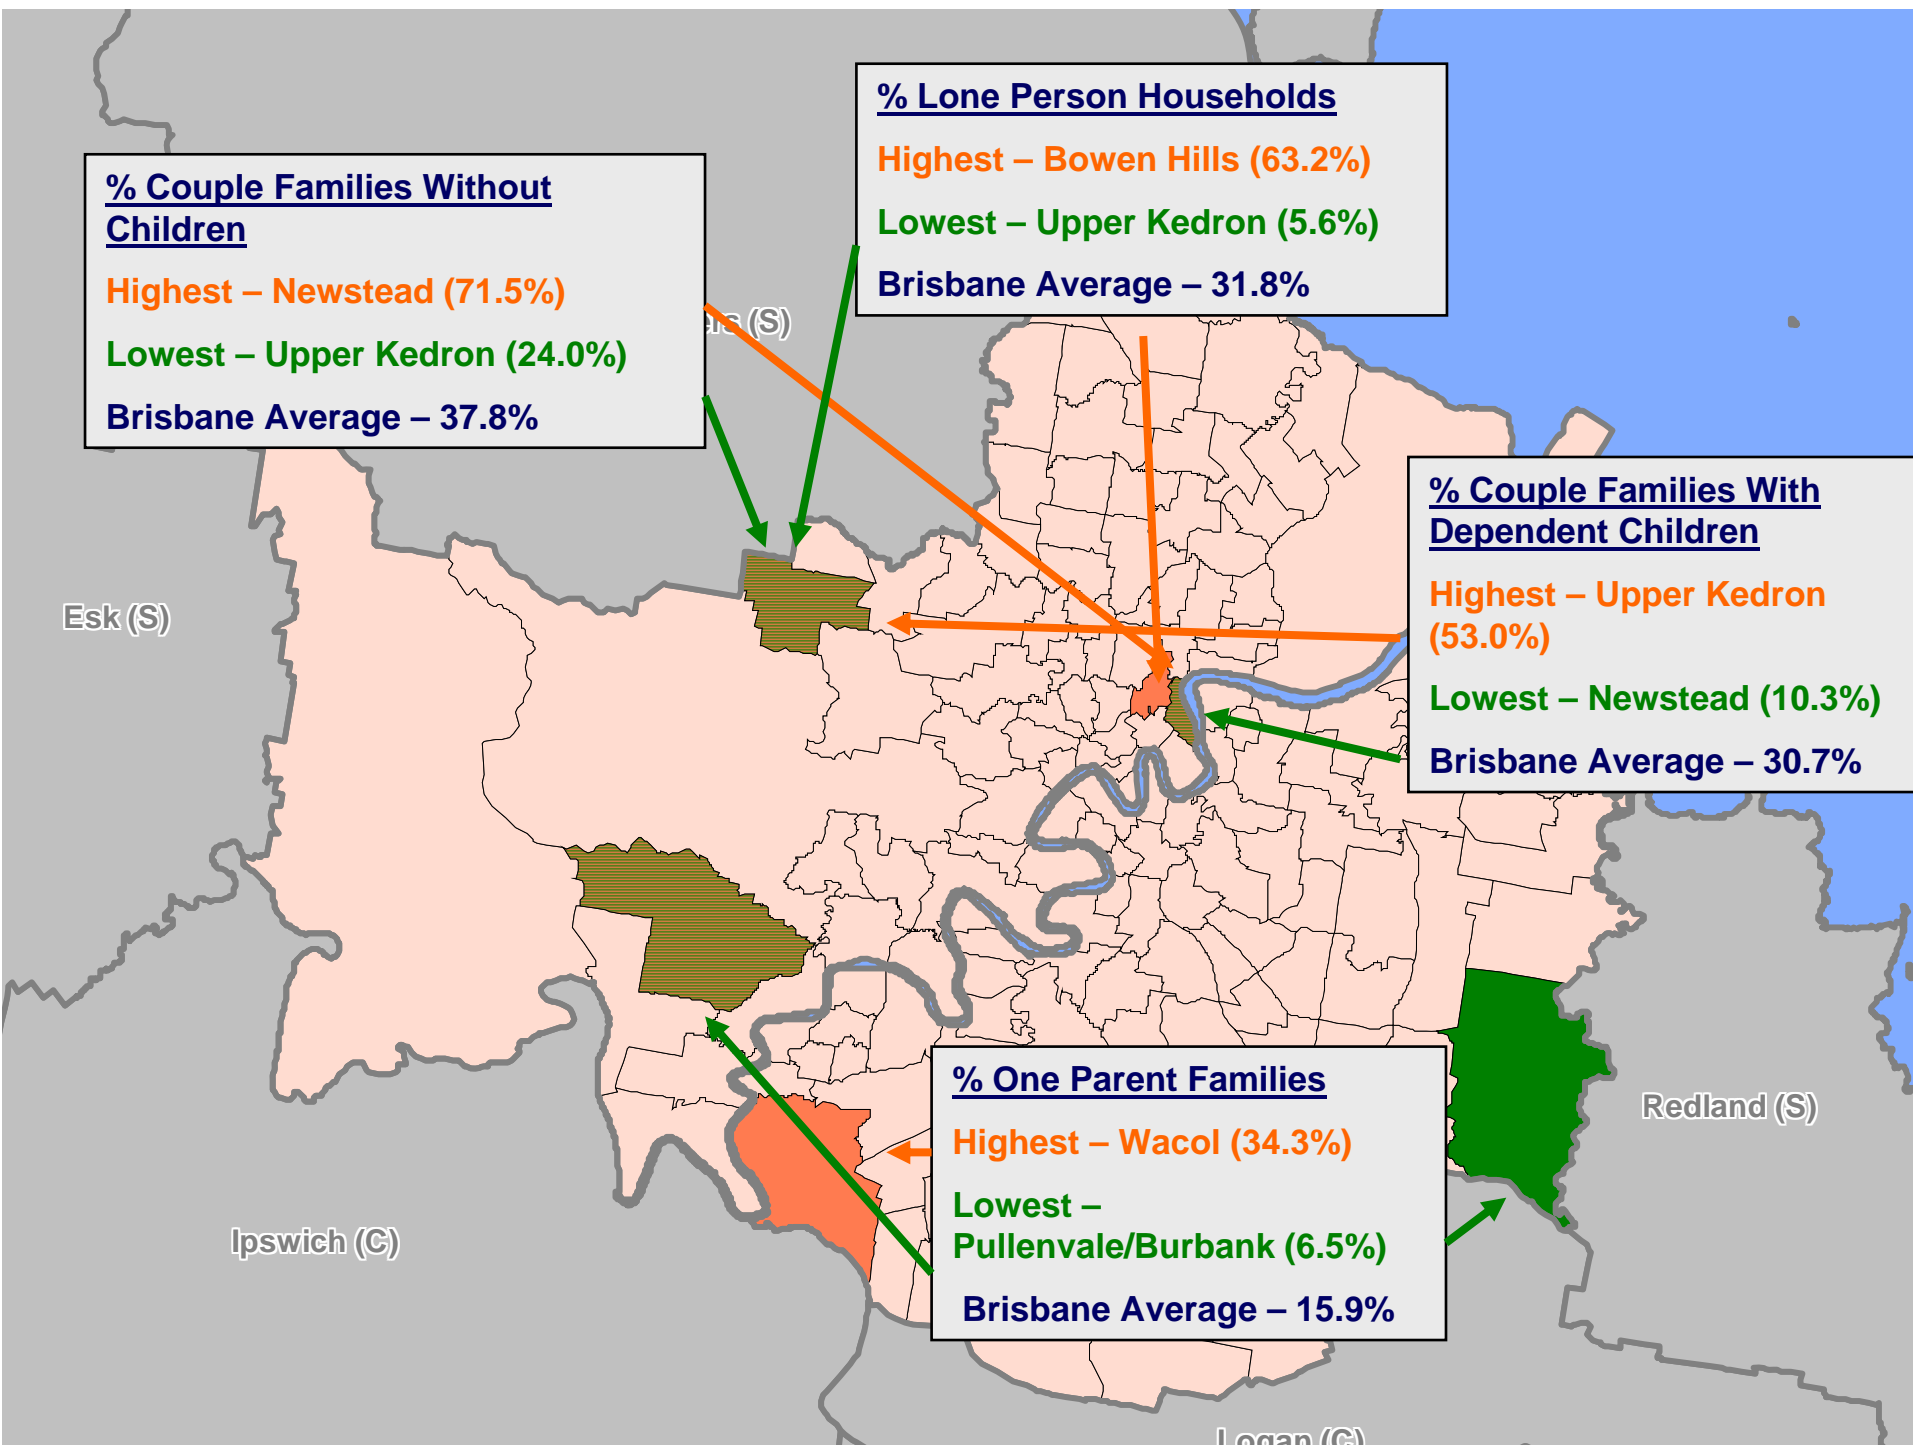 % Lone Person Households
Highest – Bowen Hills (63.2%)
Lowest – Upper Kedron (5.6%)
Brisbane Average – 31.8%
% Couple Families Without
Children
Highest – Newstead (71.5%)
Lowest – Upper Kedron (24.0%)
Brisbane Average – 37.8%
(S)
% Couple Families With
Dependent Children
Highest – Upper Kedron
(53.0%)
Lowest – Newstead (10.3%)
Brisbane Average – 30.7%
Esk (S)
% One Parent Families
Highest – Wacol (34.3%)
Lowest –
Pullenvale/Burbank (6.5%)
Brisbane Average – 15.9%
Redland (S)
Ipswich (C)
Logan (C)